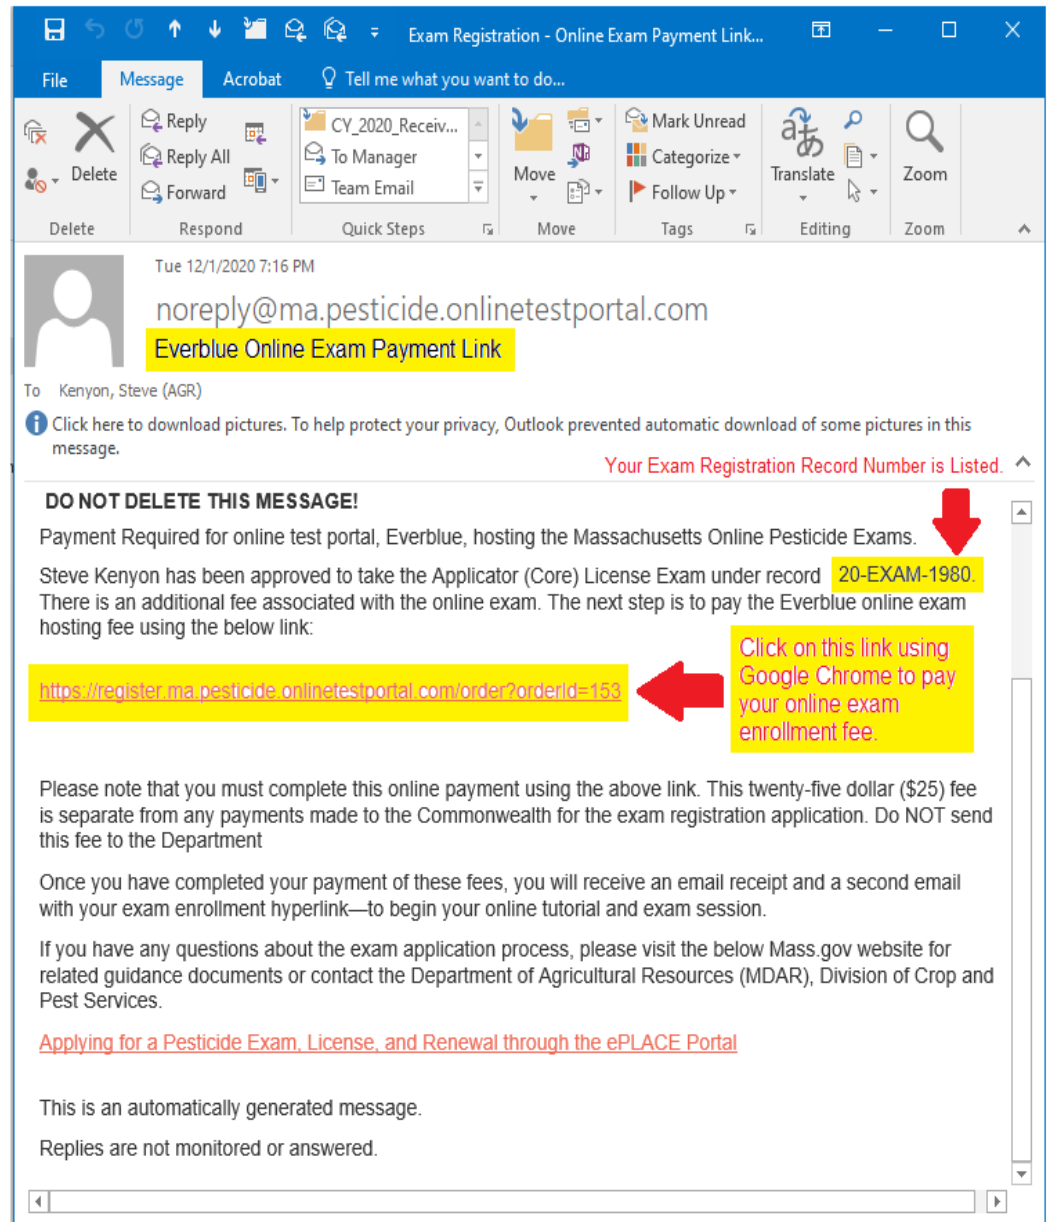 Exam Registration - Online Exam Payment Link...
File Message Acrobat Tell me what you want to do...
Delete
Reply
Reply All
Forward
CY_2020_Receiv...
To Manager
Team Email
Move
Mark Unread
Categorize
Follow Up
Translate
Zoom
Delete Respond Quick Steps Move Tags Editing Zoom
Tue 12/1/2020 7:16 PM
noreply@ma.pesticide.onlinetestportal.com
Everblue Online Exam Payment Link
To Kenyon, Steve (AGR)
Click here to download pictures. To help protect your privacy, Outlook prevented automatic download of some pictures in this
message.
Your Exam Registration Record Number is Listed.
DO NOT DELETE THIS MESSAGE!
Payment Required for online test portal, Everblue, hosting the Massachusetts Online Pesticide Exams.
Steve Kenyon has been approved to take the Applicator (Core) License Exam under record 20-EXAM-1980.
There is an additional fee associated with the online exam. The next step is to pay the Everblue online exam
hosting fee using the below link:
https://register.ma.pesticide.onlinetestportal.com/order?orderId=153
Click on this link using
Google Chrome to pay
your online exam
enrollment fee.
Please note that you must complete this online payment using the above link. This twenty-five dollar ($25) fee
is separate from any payments made to the Commonwealth for the exam registration application. Do NOT send
this fee to the Department
Once you have completed your payment of these fees, you will receive an email receipt and a second email
with your exam enrollment hyperlink—to begin your online tutorial and exam session.
If you have any questions about the exam application process, please visit the below Mass.gov website for
related guidance documents or contact the Department of Agricultural Resources (MDAR), Division of Crop and
Pest Services.
Applying for a Pesticide Exam, License, and Renewal through the ePLACE Portal
This is an automatically generated message.
Replies are not monitored or answered.